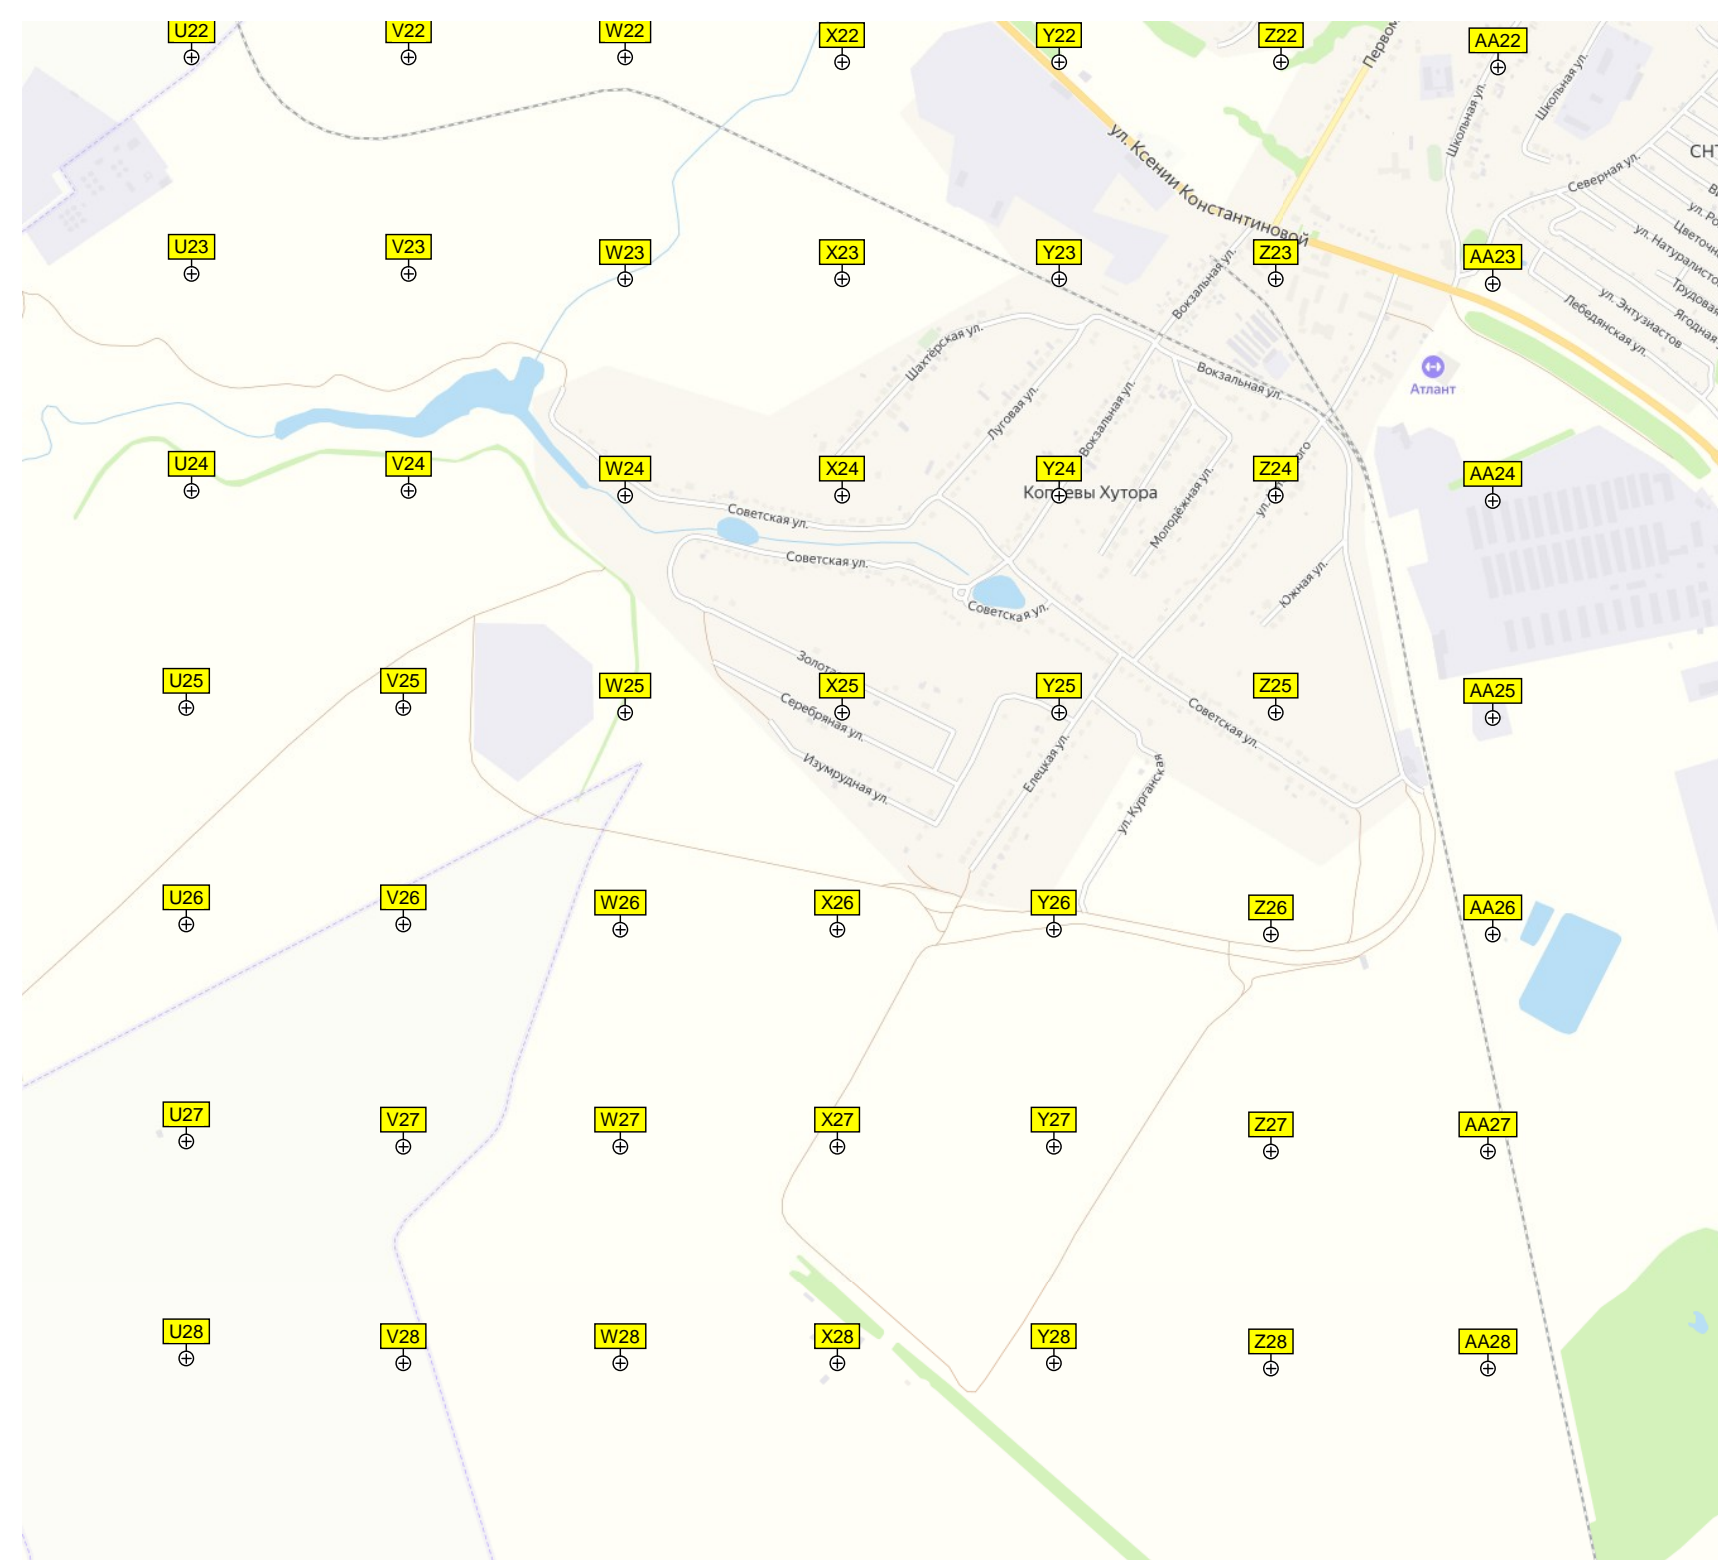 U22
V22
W22
X22
Y22
Z22
AA22
Школьная ул.
Школьная ул.
ул. Ксении Константиновой
Северная ул.
U23
V23
W23
X23
Y23
Z23
AA23
Вокзальная ул.
ул. Натуралистов
ул. Энтузиастов
Лебедянская ул.
Шахтёрская ул.
Вокзальная ул.
Атлант
Луговая ул.
Вокзальная ул.
U24
V24
W24
X24
Y24
Z24
AA24
Хутора
Молодёжная ул.
Советская ул.
Советская ул.
Южная ул.
Советская ул.
U25
V25
W25
X25
Y25
Z25
AA25
Серебряная ул.
Советская ул.
Елецкая ул.
Изумрудная ул.
ул. Курганская
U26
V26
W26
X26
Y26
Z26
AA26
U27
V27
W27
X27
Y27
Z27
AA27
U28
V28
W28
X28
Y28
Z28
AA28